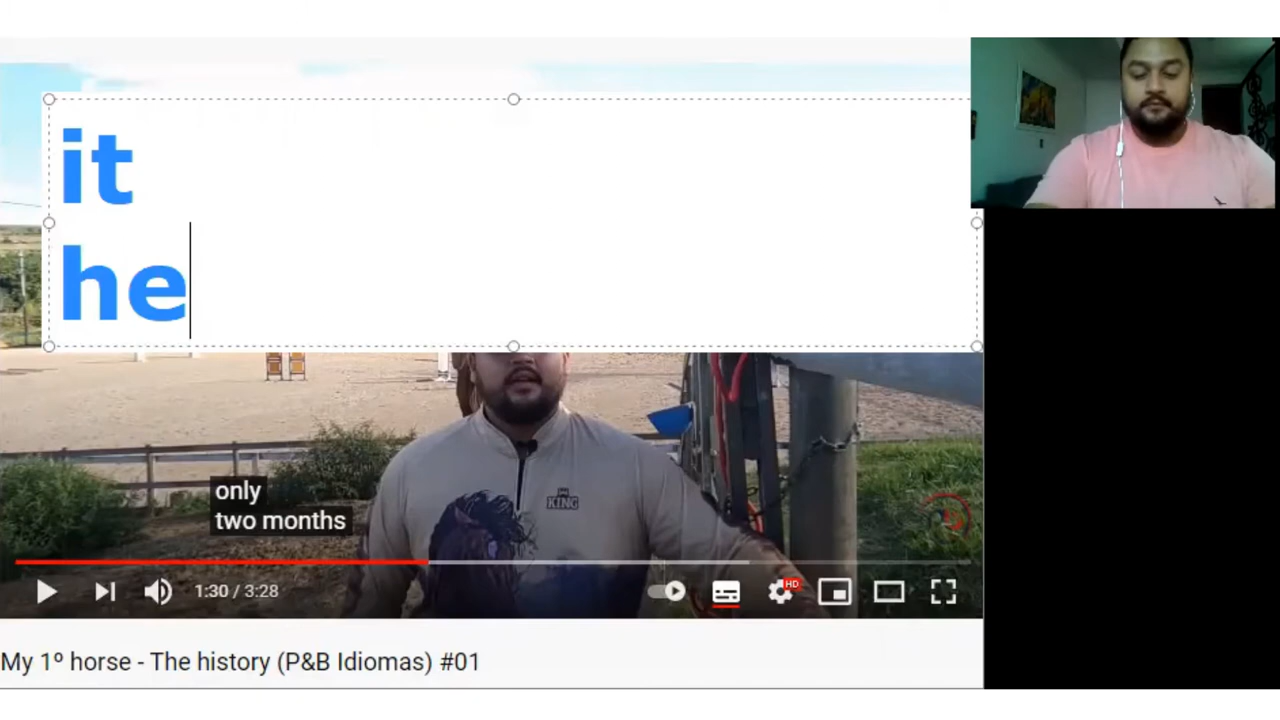 it
he
KING
only
two months
1:30 / 3:28
HD
My 1º horse - The history (P&B Idiomas) #01